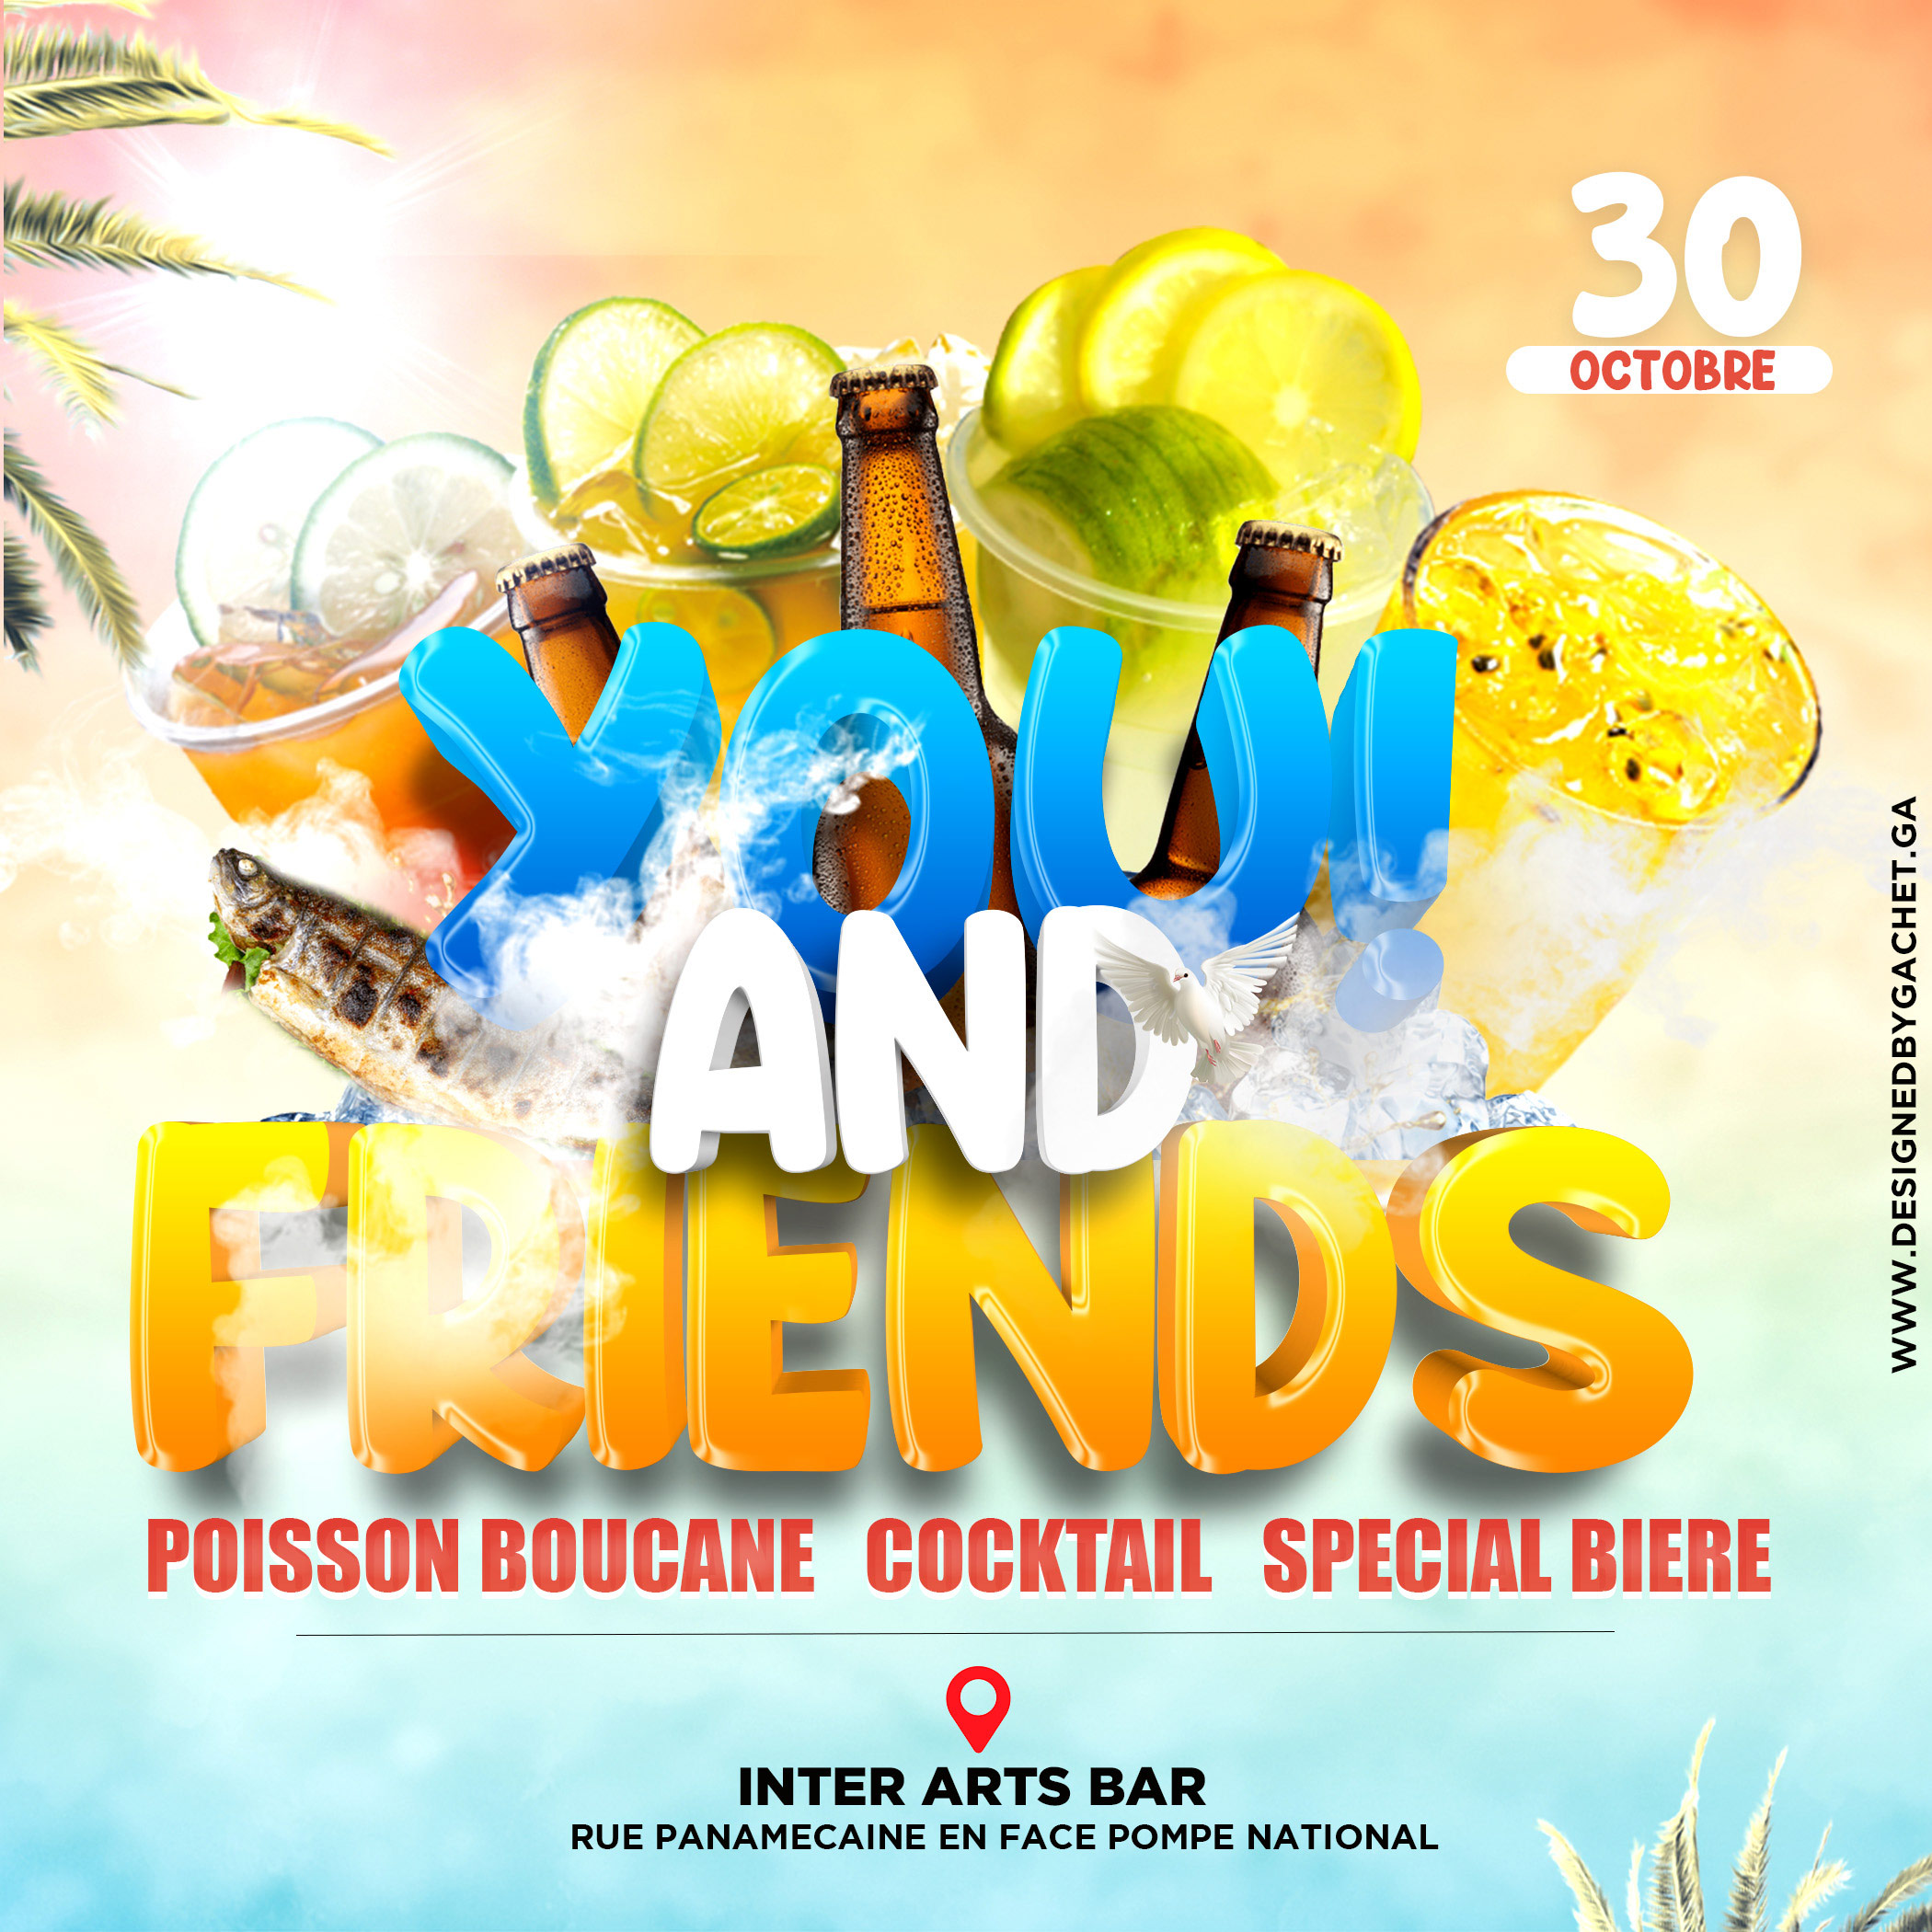 30
OCTOBRE
YOU!
AND
FRIENDS
POISSON BOUCANE COCKTAIL SPECIAL BIERE
INTER ARTS BAR
RUE PANAMECAINE EN FACE POMPE NATIONAL
WWW.DESIGNEDBYGACHET.GA